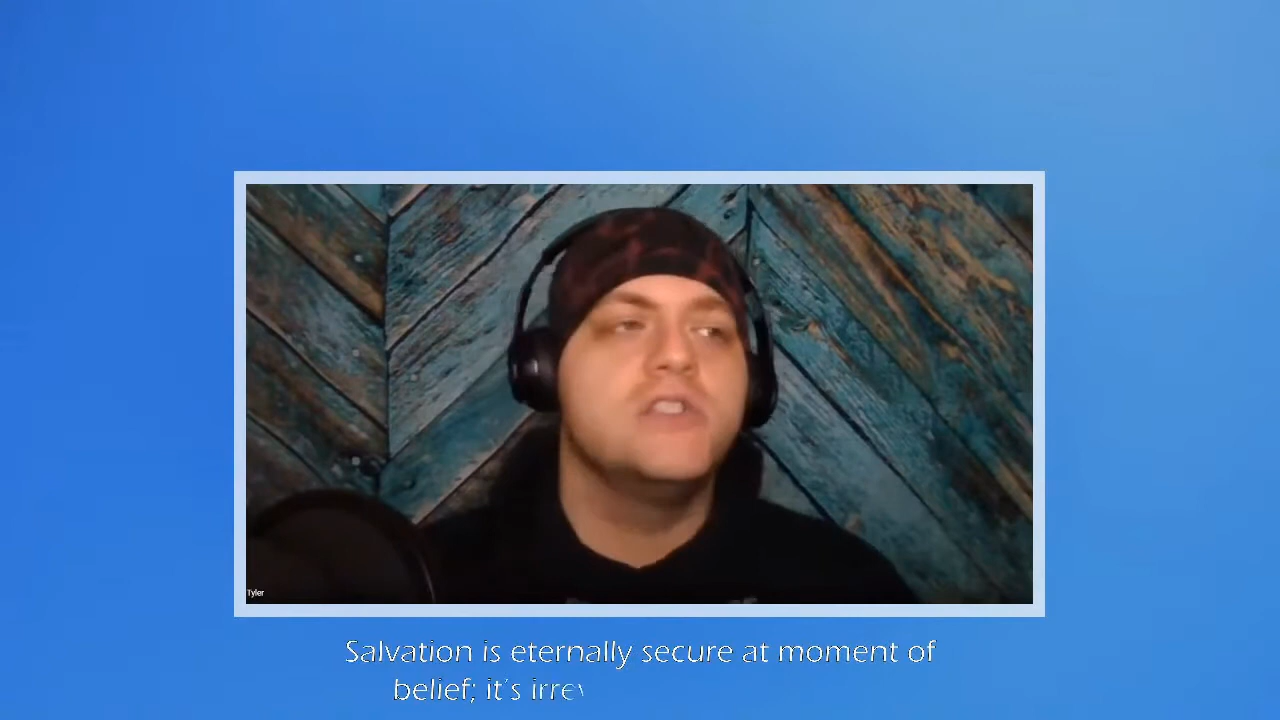 Tyler
Salvation is eternally secure at moment of
belief; it's